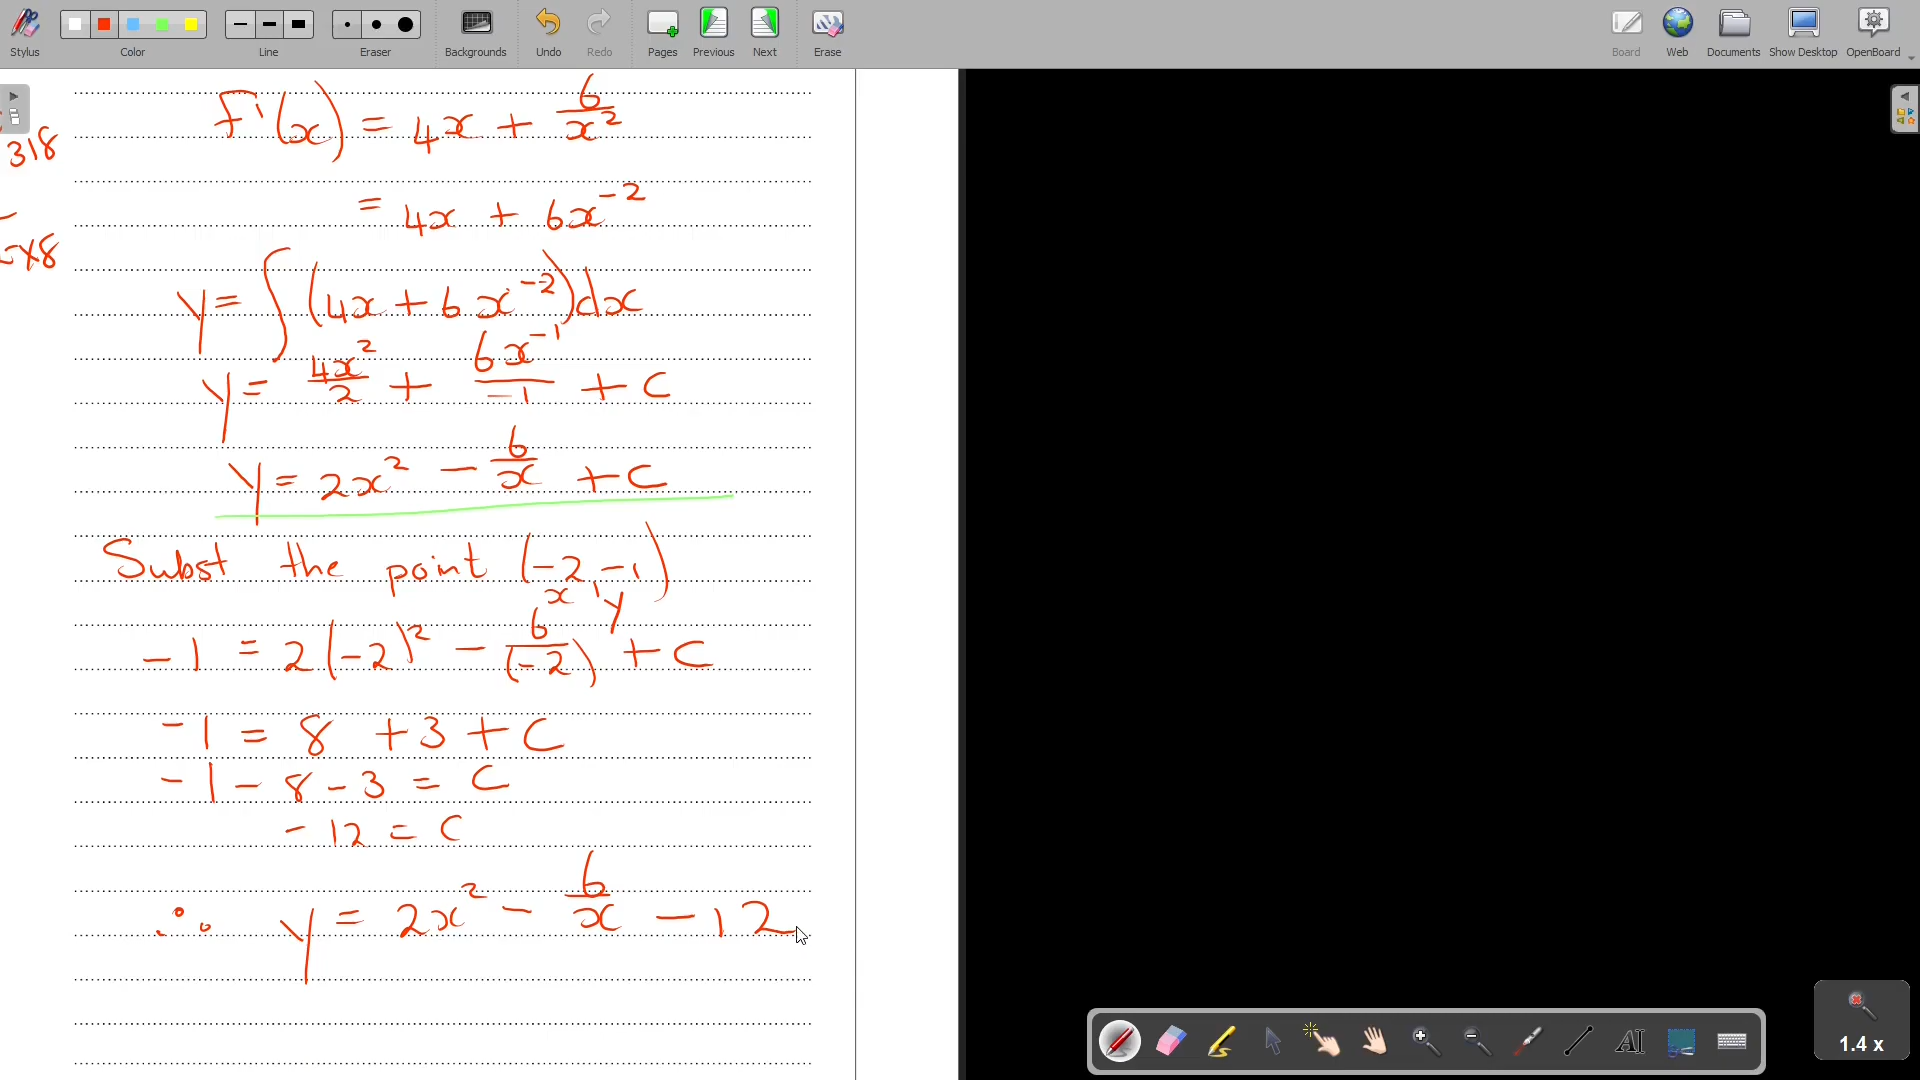 Stylus Color Line Eraser Backgrounds Undo Redo Pages Previous Next Erase Board Web Documents Show Desktop OpenBoard
318
-x8
f'(x) = 4x + 6/x²
= 4x + 6x⁻²
y = ∫(4x + 6x⁻²)dx
y = 4x²/2 + 6x⁻¹/-1 + C
y = 2x² - 6/x + C
Subst the point (-2, -1)
x y
-1 = 2(-2)² - 6/(-2) + C
-1 = 8 + 3 + C
-1 - 8 - 3 = C
-12 = C
∴ y = 2x² - 6/x - 12
1.4 x